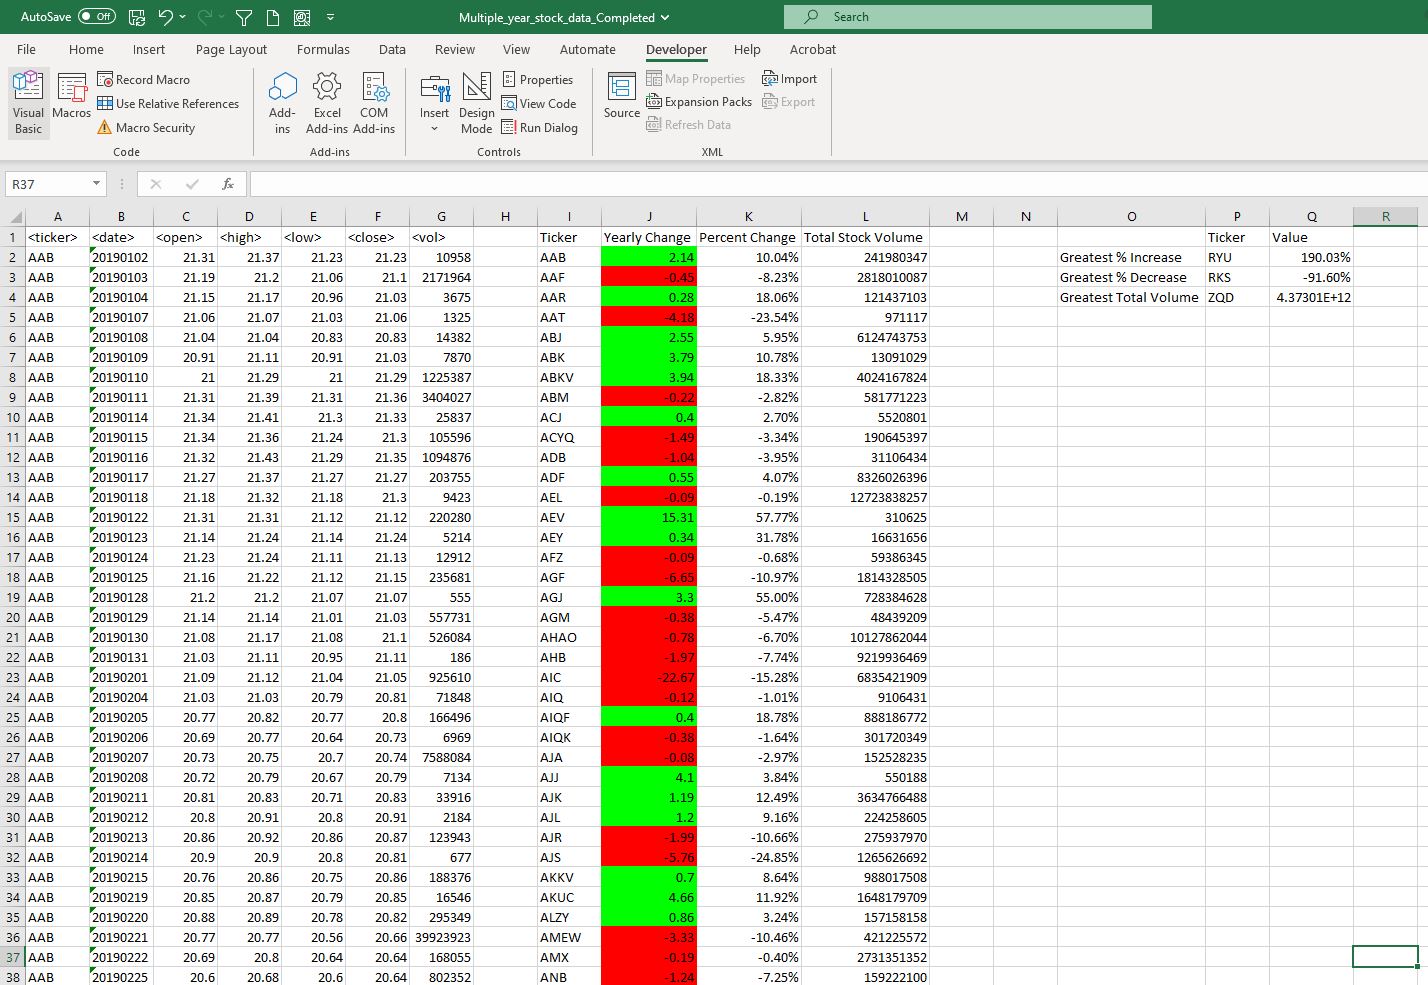 AutoSave Off Multiple_year_stock_data_Completed Search
File Home Insert Page Layout Formulas Data Review View Automate Developer Help Acrobat
Visual Basic Macros Record Macro Use Relative References Macro Security Code
Add-ins Excel Add-ins COM Add-ins Add-ins
Insert Design Mode Properties View Code Run Dialog Controls
Source Map Properties Expansion Packs Refresh Data Import Export XML
R37 fx
A B C D E F G H I J K L M N O P Q R
1 <ticker> <date> <open> <high> <low> <close> <vol> Ticker Yearly Change Percent Change Total Stock Volume Ticker Value
2 AAB 20190102 21.31 21.37 21.23 21.23 10958 AAB 2.14 10.04% 241980347 Greatest % Increase RYU 190.03%
3 AAB 20190103 21.19 21.2 21.06 21.1 2171964 AAF -0.45 -8.23% 2818010087 Greatest % Decrease RKS -91.60%
4 AAB 20190104 21.15 21.17 20.96 21.03 3675 AAR 0.28 18.06% 121437103 Greatest Total Volume ZQD 4.37301E+12
5 AAB 20190107 21.06 21.07 21.03 21.06 1325 AAT -4.18 -23.54% 971117
6 AAB 20190108 21.04 21.04 20.83 20.83 14382 ABJ 2.55 5.95% 6124743753
7 AAB 20190109 20.91 21.11 20.91 21.03 7870 ABK 3.79 10.78% 13091029
8 AAB 20190110 21 21.29 21 21.29 1225387 ABKV 3.94 18.33% 4024167824
9 AAB 20190111 21.31 21.39 21.31 21.36 3404027 ABM -0.22 -2.82% 581771223
10 AAB 20190114 21.34 21.41 21.3 21.33 25837 ACJ 0.4 2.70% 5520801
11 AAB 20190115 21.34 21.36 21.24 21.3 105596 ACYQ -1.49 -3.34% 190645397
12 AAB 20190116 21.32 21.43 21.29 21.35 1094876 ADB -1.04 -3.95% 31106434
13 AAB 20190117 21.27 21.37 21.27 21.27 203755 ADF 0.55 4.07% 8326026396
14 AAB 20190118 21.18 21.32 21.18 21.3 9423 AEL -0.09 -0.19% 12723838257
15 AAB 20190122 21.31 21.31 21.12 21.12 220280 AEV 15.31 57.77% 310625
16 AAB 20190123 21.14 21.24 21.14 21.24 5214 AEY 0.34 31.78% 16631656
17 AAB 20190124 21.23 21.24 21.11 21.13 12912 AFZ -0.09 -0.68% 59386345
18 AAB 20190125 21.16 21.22 21.12 21.15 235681 AGF -6.65 -10.97% 1814328505
19 AAB 20190128 21.2 21.2 21.07 21.07 555 AGJ 3.3 55.00% 728384628
20 AAB 20190129 21.14 21.14 21.01 21.03 557731 AGM -0.38 -5.47% 48439209
21 AAB 20190130 21.08 21.17 21.08 21.1 526084 AHAO -0.78 -6.70% 10127862044
22 AAB 20190131 21.03 21.11 20.95 21.11 186 AHB -1.97 -7.74% 9219936469
23 AAB 20190201 21.09 21.12 21.04 21.05 925610 AIC -22.67 -15.28% 6835421909
24 AAB 20190204 21.03 21.03 20.79 20.81 71848 AIQ -0.12 -1.01% 9106431
25 AAB 20190205 20.77 20.82 20.77 20.8 166496 AIQF 0.4 18.78% 888186772
26 AAB 20190206 20.69 20.77 20.64 20.73 6969 AIQK -0.38 -1.64% 301720349
27 AAB 20190207 20.73 20.75 20.7 20.74 7588084 AJA -0.08 -2.97% 152528235
28 AAB 20190208 20.72 20.79 20.67 20.79 7134 AJJ 4.1 3.84% 550188
29 AAB 20190211 20.81 20.83 20.71 20.83 33916 AJK 1.19 12.49% 3634766488
30 AAB 20190212 20.8 20.91 20.8 20.91 2184 AJL 1.2 9.16% 224258605
31 AAB 20190213 20.86 20.92 20.86 20.87 123943 AJR -1.99 -10.66% 275937970
32 AAB 20190214 20.9 20.9 20.8 20.81 677 AJS -5.76 -24.85% 1265626692
33 AAB 20190215 20.76 20.86 20.75 20.86 188376 AKKV 0.7 8.64% 988017508
34 AAB 20190219 20.85 20.87 20.79 20.85 16546 AKUC 4.66 11.92% 1648179709
35 AAB 20190220 20.88 20.89 20.78 20.82 295349 ALZY 0.86 3.24% 157158158
36 AAB 20190221 20.77 20.77 20.56 20.66 39923923 AMEW -3.33 -10.46% 421225572
37 AAB 20190222 20.69 20.8 20.64 20.64 168055 AMX -0.19 -0.40% 2731351352
38 AAB 20190225 20.6 20.68 20.6 20.64 802352 ANB -1.24 -7.25% 159222100